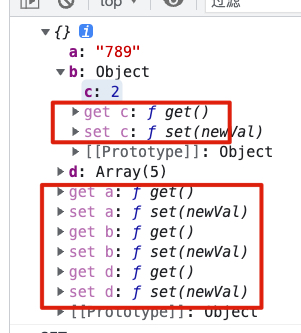 top
过滤
▼ {} i
a: "789"
▼ b: Object
c: 2
▶ get c: ƒ get()
▶ set c: ƒ set(newVal)
▶ [[Prototype]]: Object
▶ d: Array(5)
▶ get a: ƒ get()
▶ set a: ƒ set(newVal)
▶ get b: ƒ get()
▶ set b: ƒ set(newVal)
▶ get d: ƒ get()
▶ set d: ƒ set(newVal)
▶ [[Prototype]]: Object